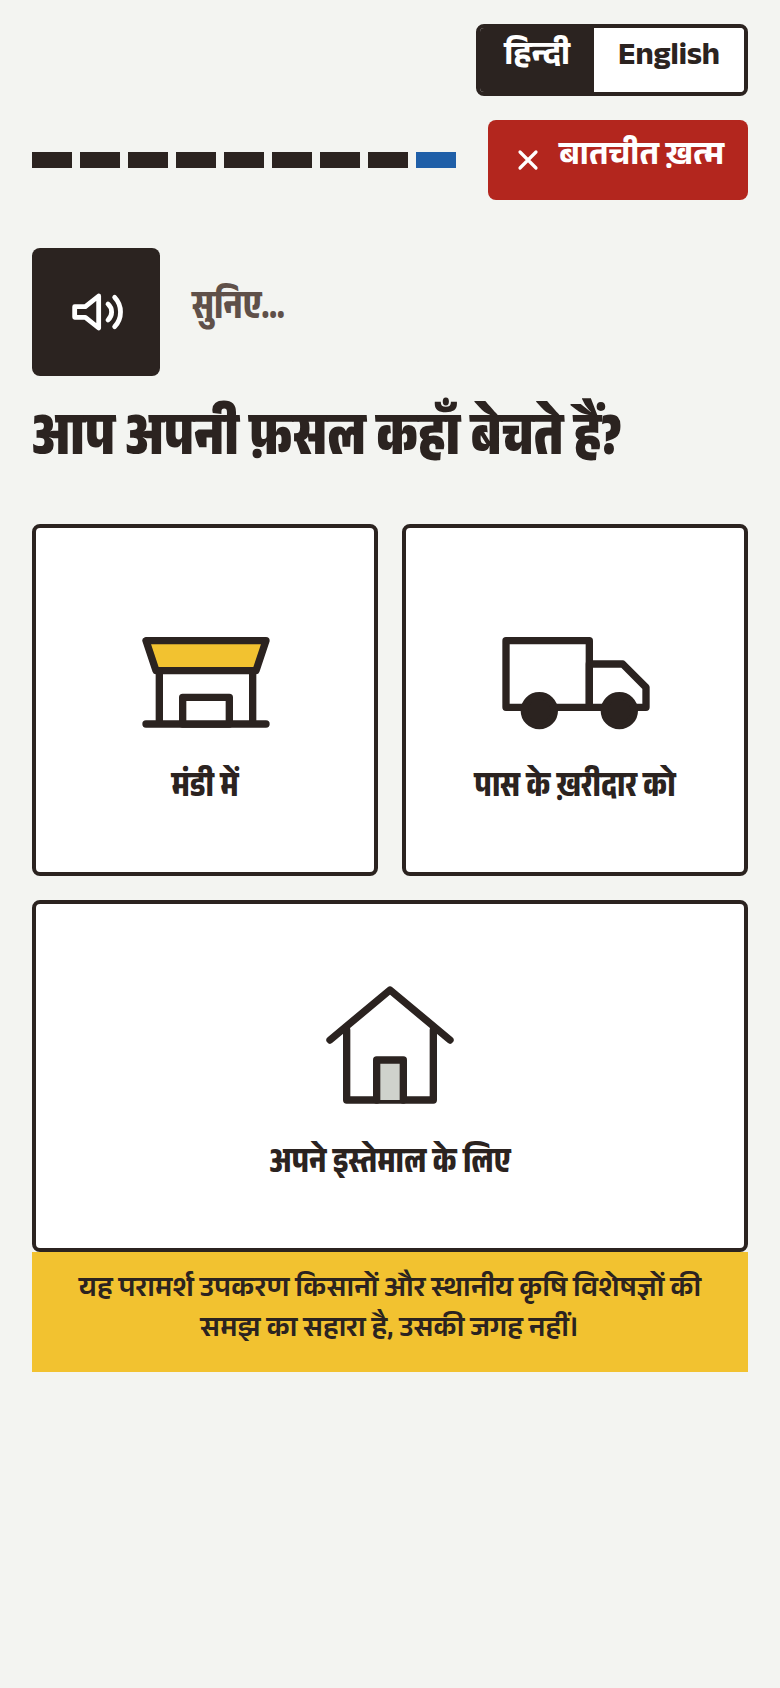 हिन्दी English
बातचीत ख़त्म
सुनिए...
आप अपनी फ़सल कहाँ बेचते हैं?
मंडी में
पास के ख़रीदार को
अपने इस्तेमाल के लिए
यह परामर्श उपकरण किसानों और स्थानीय कृषि विशेषज्ञों की
समझ का सहारा है, उसकी जगह नहीं।